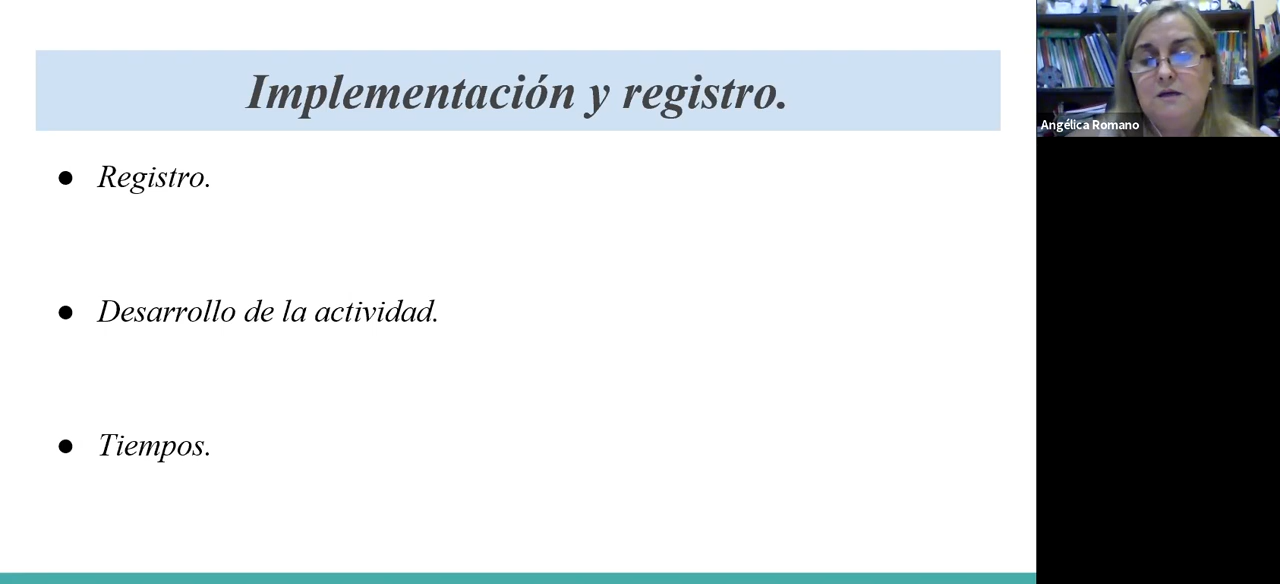 Implementación y registro.
● Registro.
● Desarrollo de la actividad.
● Tiempos.
Angélica Romano